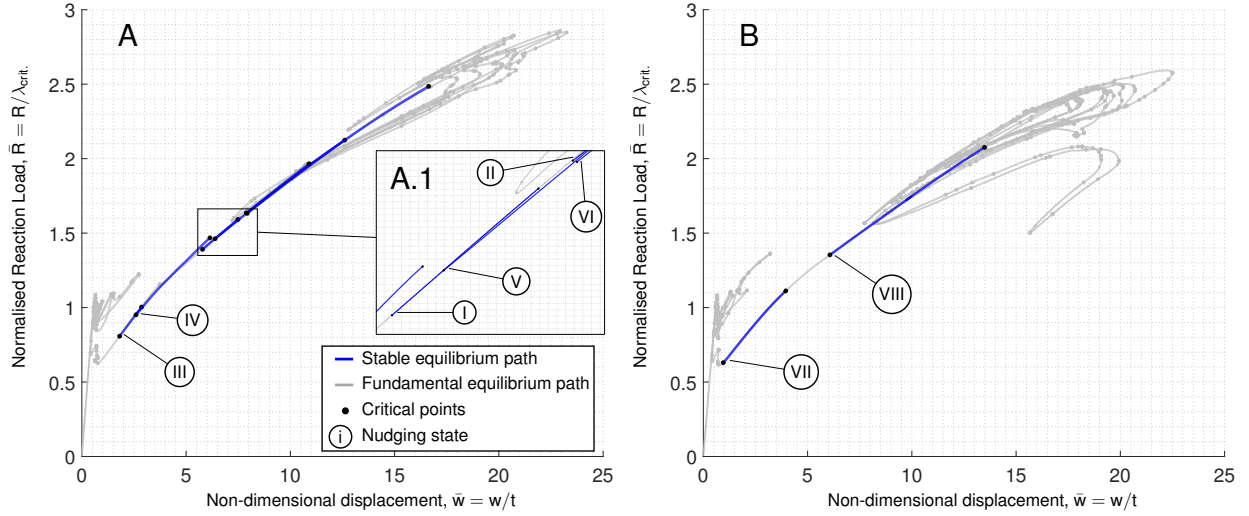 A
3
2.5
2
1.5
1
0.5
0
0
5
10
15
20
25
Normalised Reaction Load, R̄ = R/λcrit.
Non-dimensional displacement, w̄ = w/t
A.1
II
VI
V
I
IV
III
Stable equilibrium path
Fundamental equilibrium path
Critical points
i Nudging state
B
3
2.5
2
1.5
1
0.5
0
0
5
10
15
20
25
Normalised Reaction Load, R̄ = R/λcrit.
Non-dimensional displacement, w̄ = w/t
VIII
VII